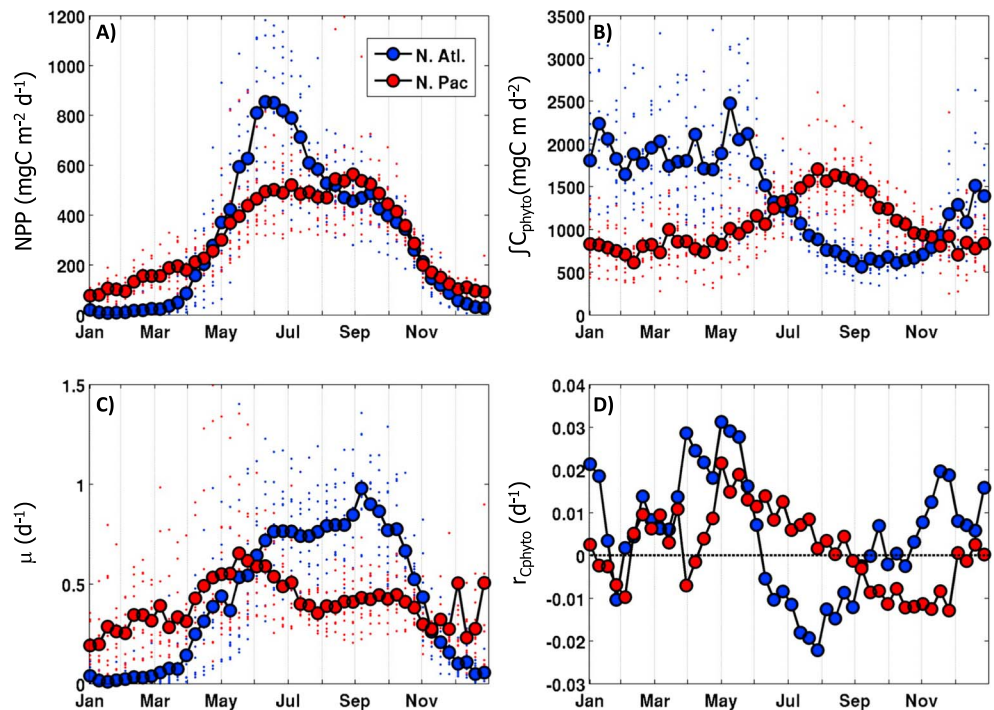 A)
NPP (mgC m-2 d-1)
1200
1000
800
600
400
200
0
Jan Mar May Jul Sep Nov
N. Atl.
N. Pac
B)
∫Cphyto(mgC m d-2)
3500
3000
2500
2000
1500
1000
500
0
Jan Mar May Jul Sep Nov
C)
μ (d-1)
1.5
1
0.5
0
Jan Mar May Jul Sep Nov
D)
rCphyto (d-1)
0.04
0.03
0.02
0.01
0
-0.01
-0.02
-0.03
Jan Mar May Jul Sep Nov